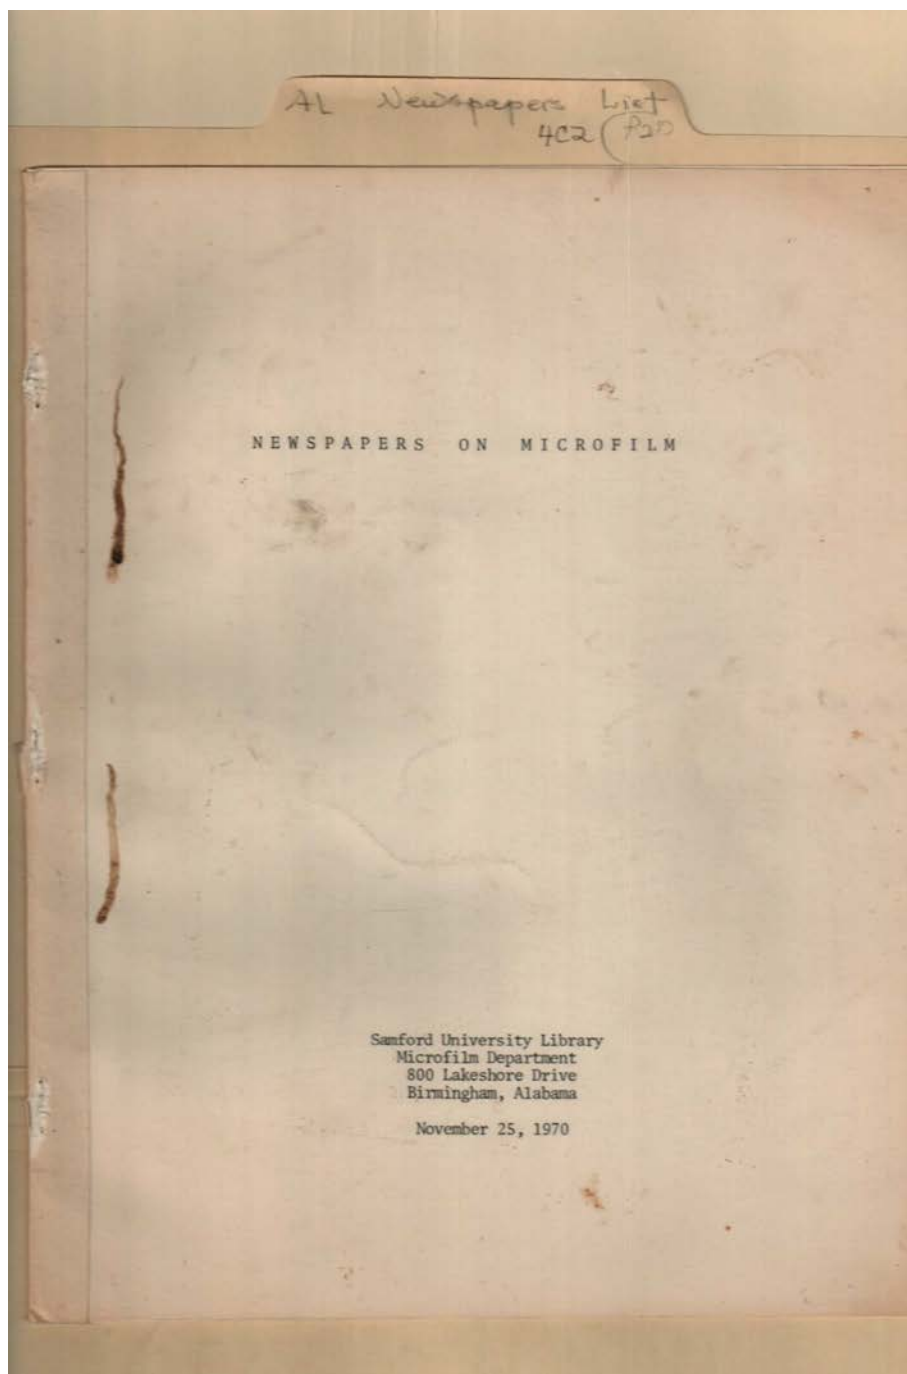 AL Newspapers List
4C2
NEWSPAPERS ON MICROFILM
Samford University Library
Microfilm Department
800 Lakeshore Drive
Birmingham, Alabama
November 25, 1970